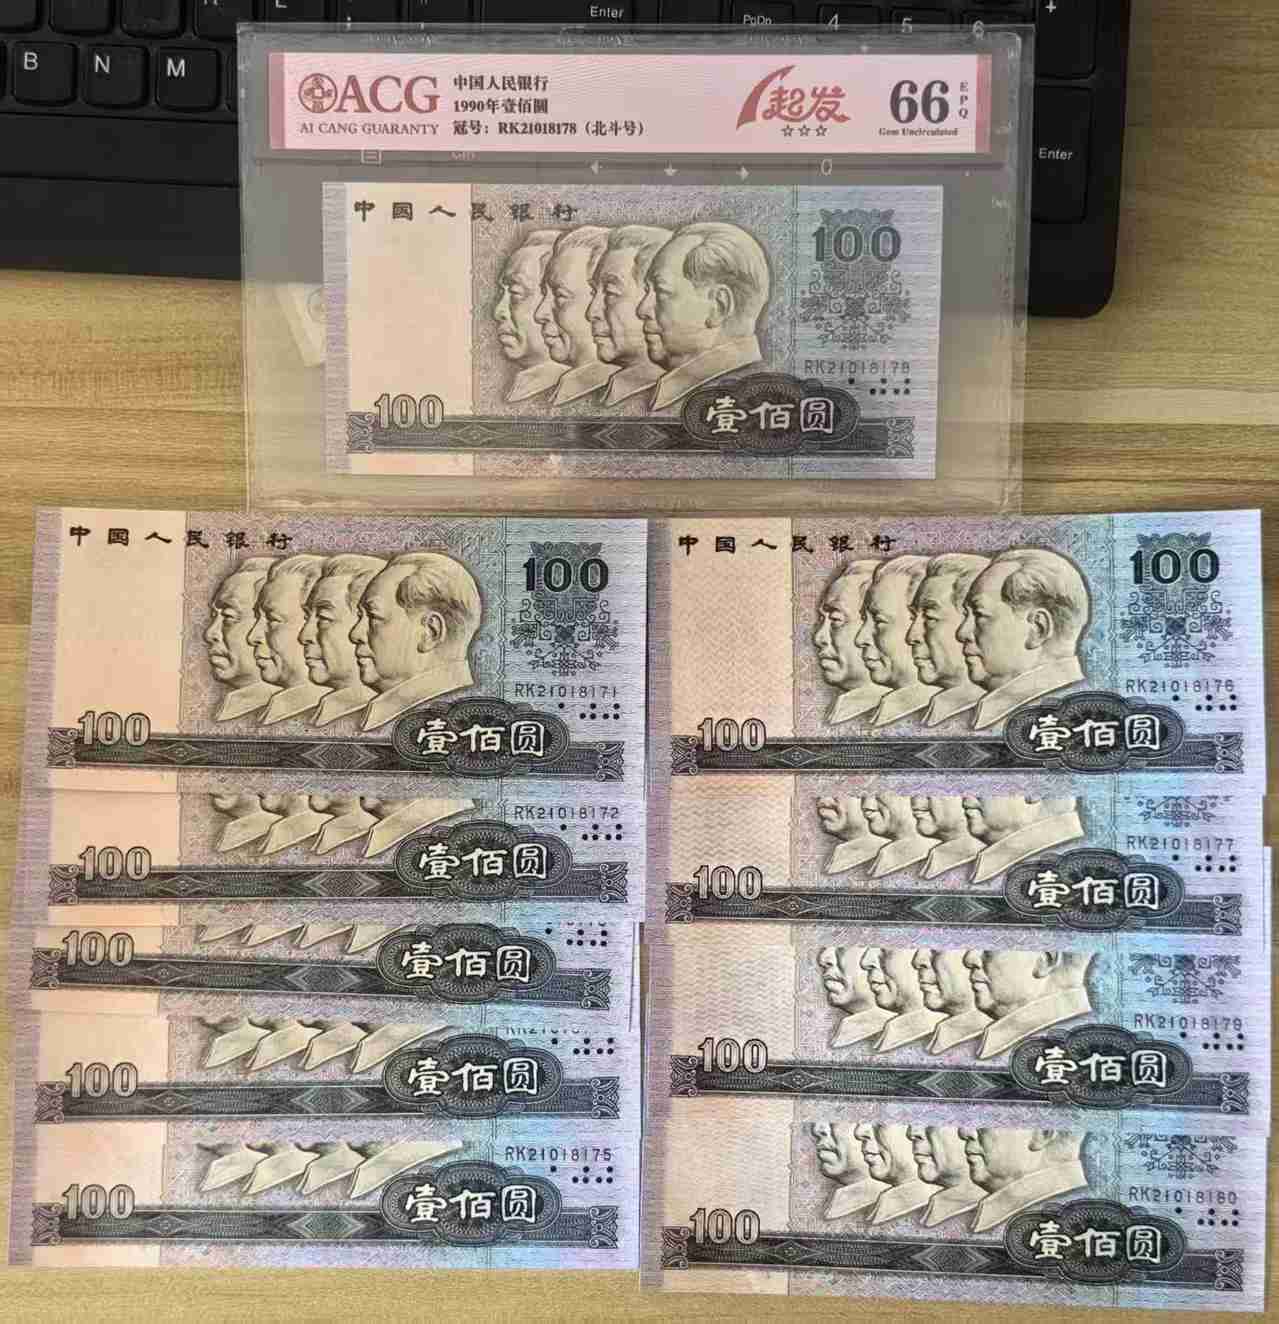 Enter
PgDn
4
5
6
+
B
N
M
ACG
AI CANG GUARANTY
中国人民银行
1990年壹佰圆
冠号：RK21018178（北斗号）
起发
☆☆☆
66
EPQ
Gem Uncirculated
Enter
0
中国人民银行
100
RK21018178
100
壹佰圆
中国人民银行
100
RK21018171
100
壹佰圆
RK21018172
100
壹佰圆
100
壹佰圆
100
壹佰圆
RK21018175
100
壹佰圆
中国人民银行
100
RK21018176
100
壹佰圆
RK21018177
100
壹佰圆
RK21018179
100
壹佰圆
RK21018180
100
壹佰圆